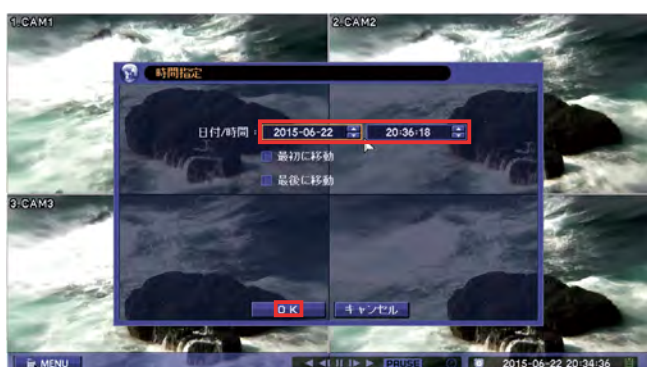 1.CAM1
2.CAM2
時間指定
日付/時間 : 2015-06-22 20:36:18
最初に移動
最後に移動
3.CAM3
OK キャンセル
MENU PAUSE 2015-06-22 20:34:36